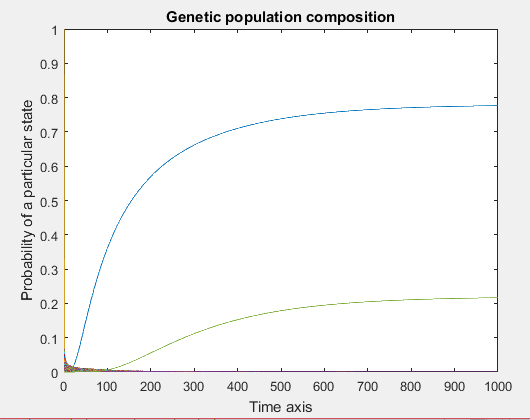 Genetic population composition
1
0.9
0.8
0.7
0.6
0.5
0.4
0.3
0.2
0.1
0
Probability of a particular state
0 100 200 300 400 500 600 700 800 900 1000
Time axis